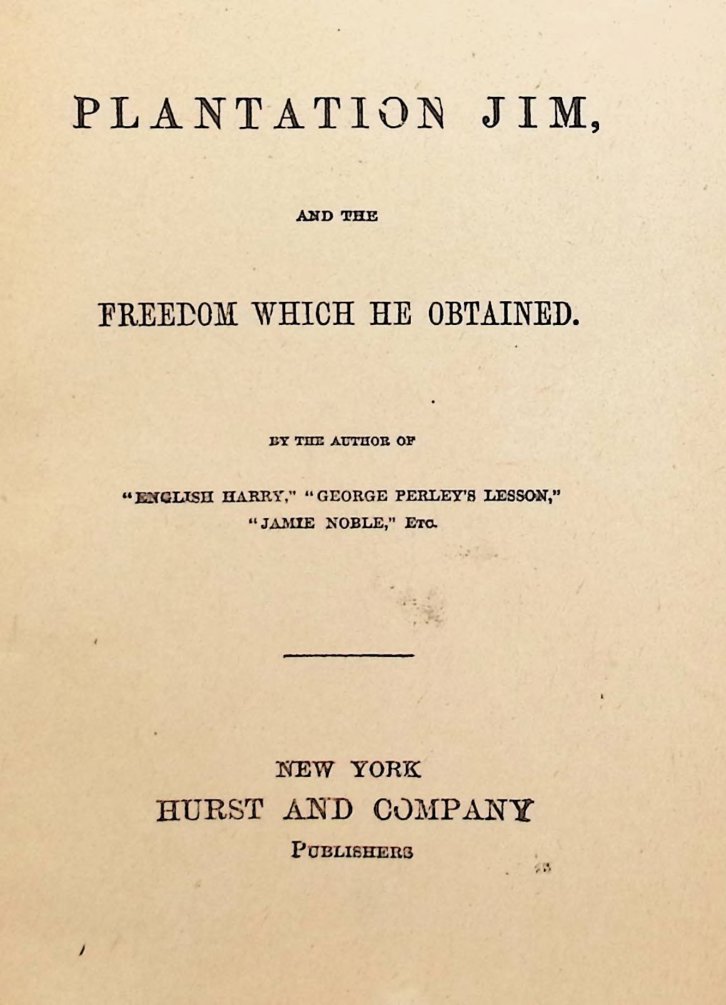 PLANTATION JIM,
AND THE
FREEDOM WHICH HE OBTAINED.
BY THE AUTHOR OF
"ENGLISH HARRY," "GEORGE PERLEY'S LESSON,"
"JAMIE NOBLE," ETC.
NEW YORK
HURST AND COMPANY
PUBLISHERS